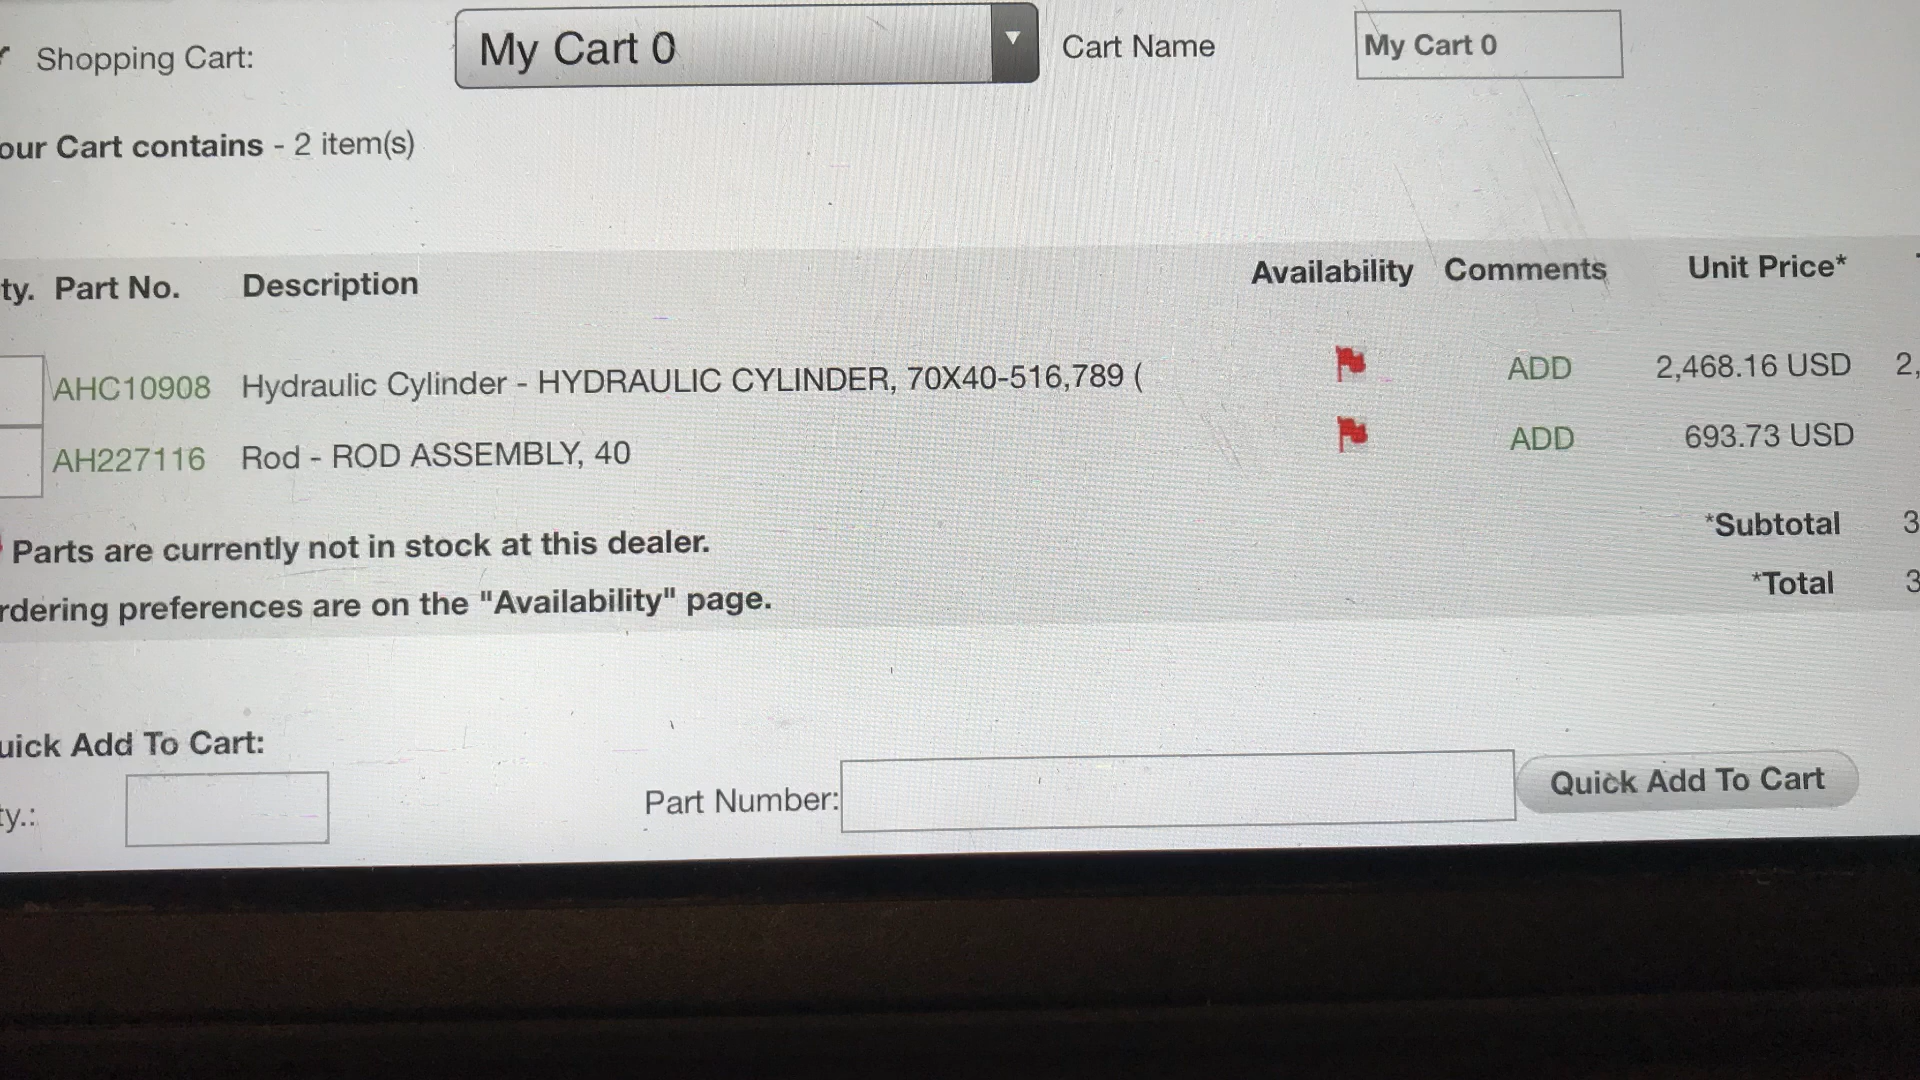 Shopping Cart: My Cart 0 Cart Name My Cart 0
our Cart contains - 2 item(s)
ty. Part No. Description Availability Comments Unit Price*
AHC10908 Hydraulic Cylinder - HYDRAULIC CYLINDER, 70X40-516,789 ( ADD 2,468.16 USD 2,
AH227116 Rod - ROD ASSEMBLY, 40 ADD 693.73 USD
*Subtotal 3
Parts are currently not in stock at this dealer.
*Total 3
rdering preferences are on the "Availability" page.
uick Add To Cart:
ty.: Part Number: Quick Add To Cart